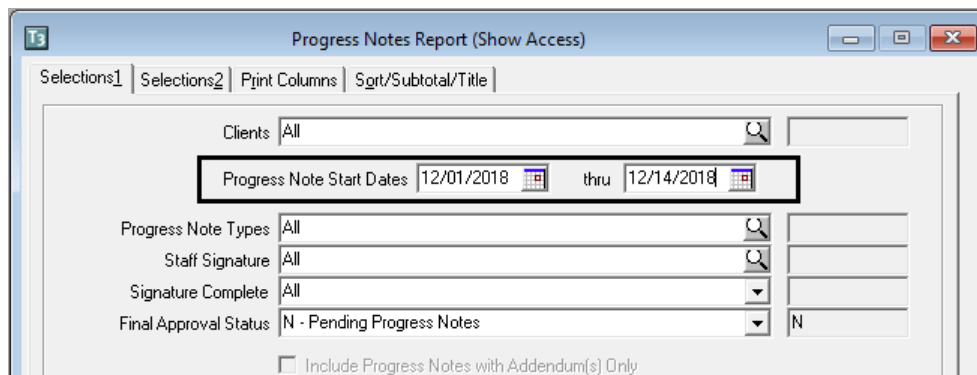 T3 Progress Notes Report (Show Access)
Selections1 Selections2 Print Columns Sort/Subtotal/Title
Clients All
Progress Note Start Dates 12/01/2018 thru 12/14/2018
Progress Note Types All
Staff Signature All
Signature Complete All
Final Approval Status N - Pending Progress Notes N
Include Progress Notes with Addendum(s) Only